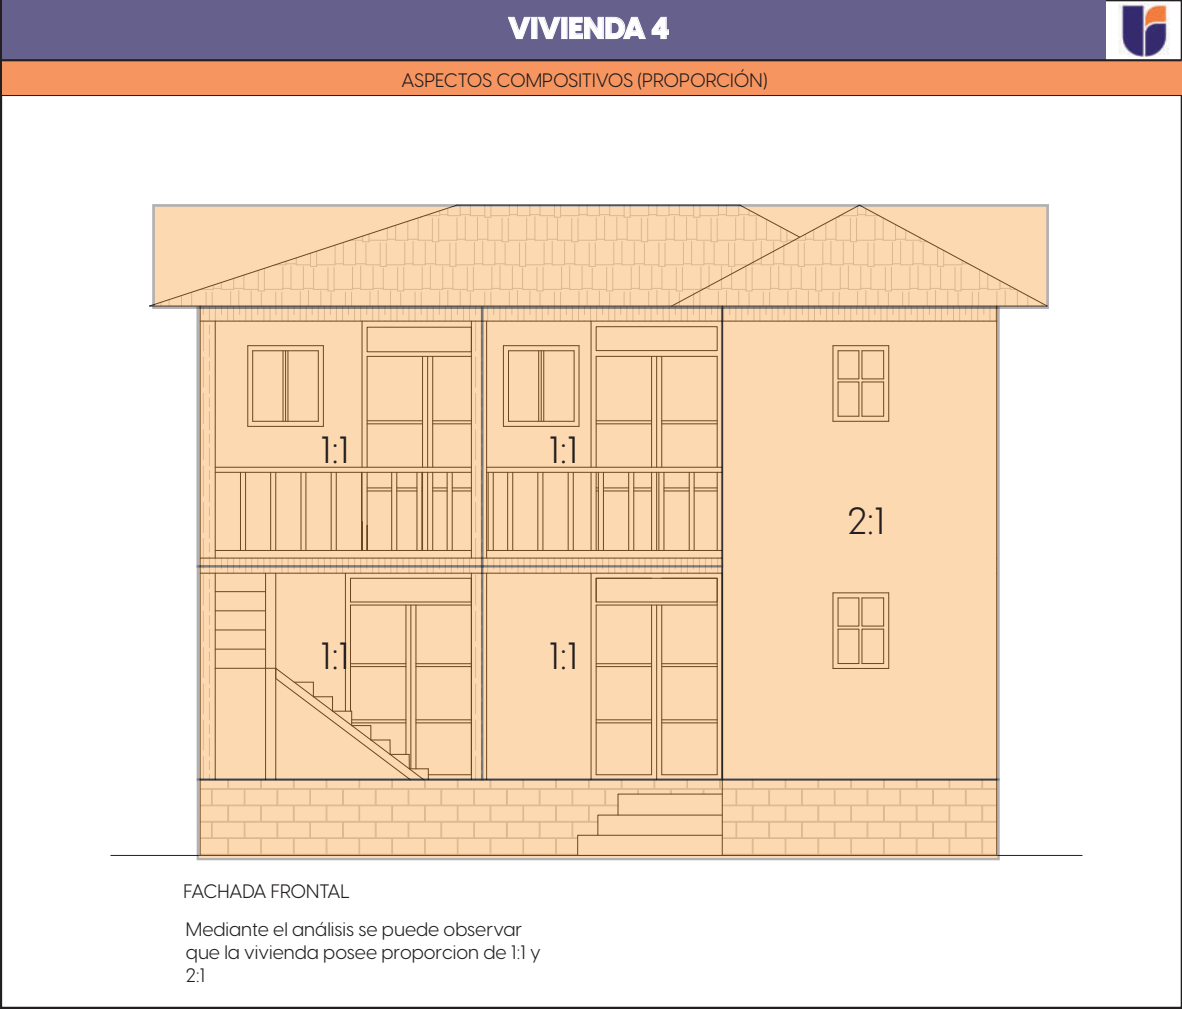 VIVIENDA 4
ASPECTOS COMPOSITIVOS (PROPORCIÓN)
1:1
1:1
2:1
1:1
1:1
FACHADA FRONTAL
Mediante el análisis se puede observar
que la vivienda posee proporcion de 1:1 y
2:1